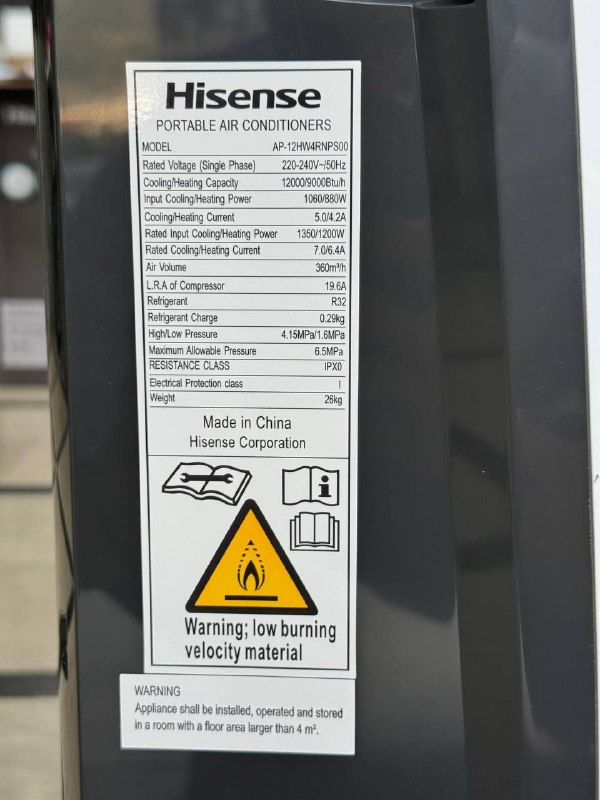 Hisense
PORTABLE AIR CONDITIONERS
MODEL AP-12HW4RNPS00
Rated Voltage (Single Phase) 220-240V~/50Hz
Cooling/Heating Capacity 12000/9000Btu/h
Input Cooling/Heating Power 1060/880W
Cooling/Heating Current 5.0/4.2A
Rated Input Cooling/Heating Power 1350/1200W
Rated Cooling/Heating Current 7.0/6.4A
Air Volume 360m³/h
L.R.A of Compressor 19.6A
Refrigerant R32
Refrigerant Charge 0.29kg
High/Low Pressure 4.15MPa/1.6MPa
Maximum Allowable Pressure 6.5MPa
RESISTANCE CLASS IPX0
Electrical Protection class I
Weight 26kg
Made in China
Hisense Corporation
Warning; low burning
velocity material
WARNING
Appliance shall be installed, operated and stored
in a room with a floor area larger than 4 m².